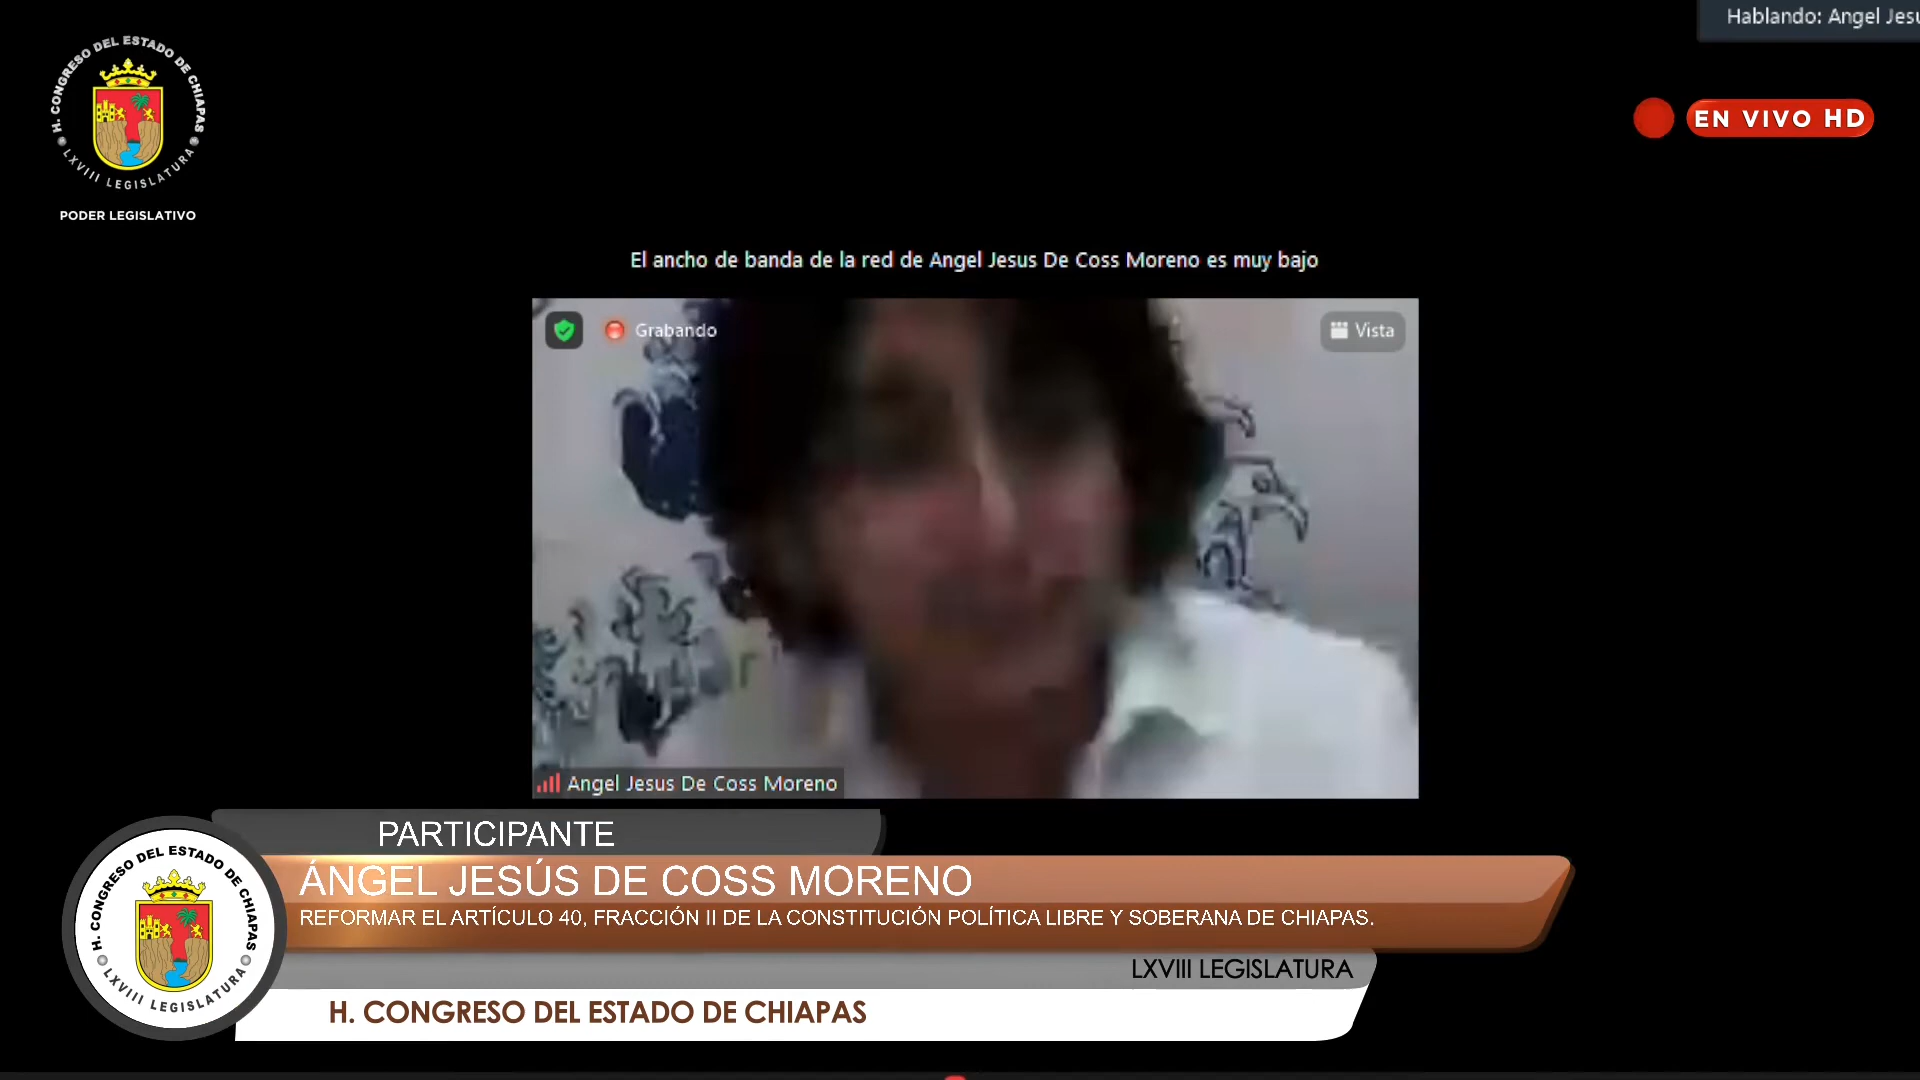 Hablando: Angel Jesu
H. CONGRESO DEL ESTADO DE CHIAPAS
LXVIII LEGISLATURA
PODER LEGISLATIVO
EN VIVO HD
El ancho de banda de la red de Angel Jesus De Coss Moreno es muy bajo
Grabando
Vista
Angel Jesus De Coss Moreno
PARTICIPANTE
ÁNGEL JESÚS DE COSS MORENO
REFORMAR EL ARTÍCULO 40, FRACCIÓN II DE LA CONSTITUCIÓN POLÍTICA LIBRE Y SOBERANA DE CHIAPAS.
H. CONGRESO DEL ESTADO DE CHIAPAS
LXVIII LEGISLATURA
LXVIII LEGISLATURA
H. CONGRESO DEL ESTADO DE CHIAPAS